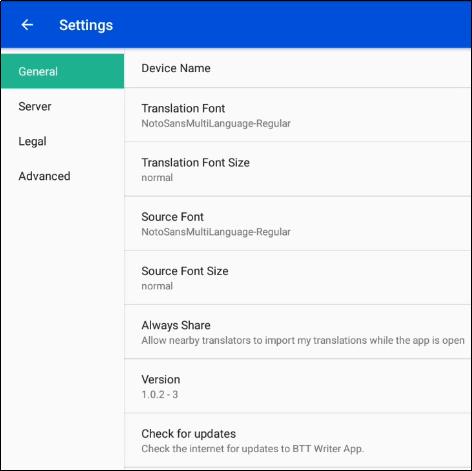 Settings
General
Server
Legal
Advanced
Device Name
Translation Font
NotoSansMultiLanguage-Regular
Translation Font Size
normal
Source Font
NotoSansMultiLanguage-Regular
Source Font Size
normal
Always Share
Allow nearby translators to import my translations while the app is open
Version
1.0.2 - 3
Check for updates
Check the internet for updates to BTT Writer App.